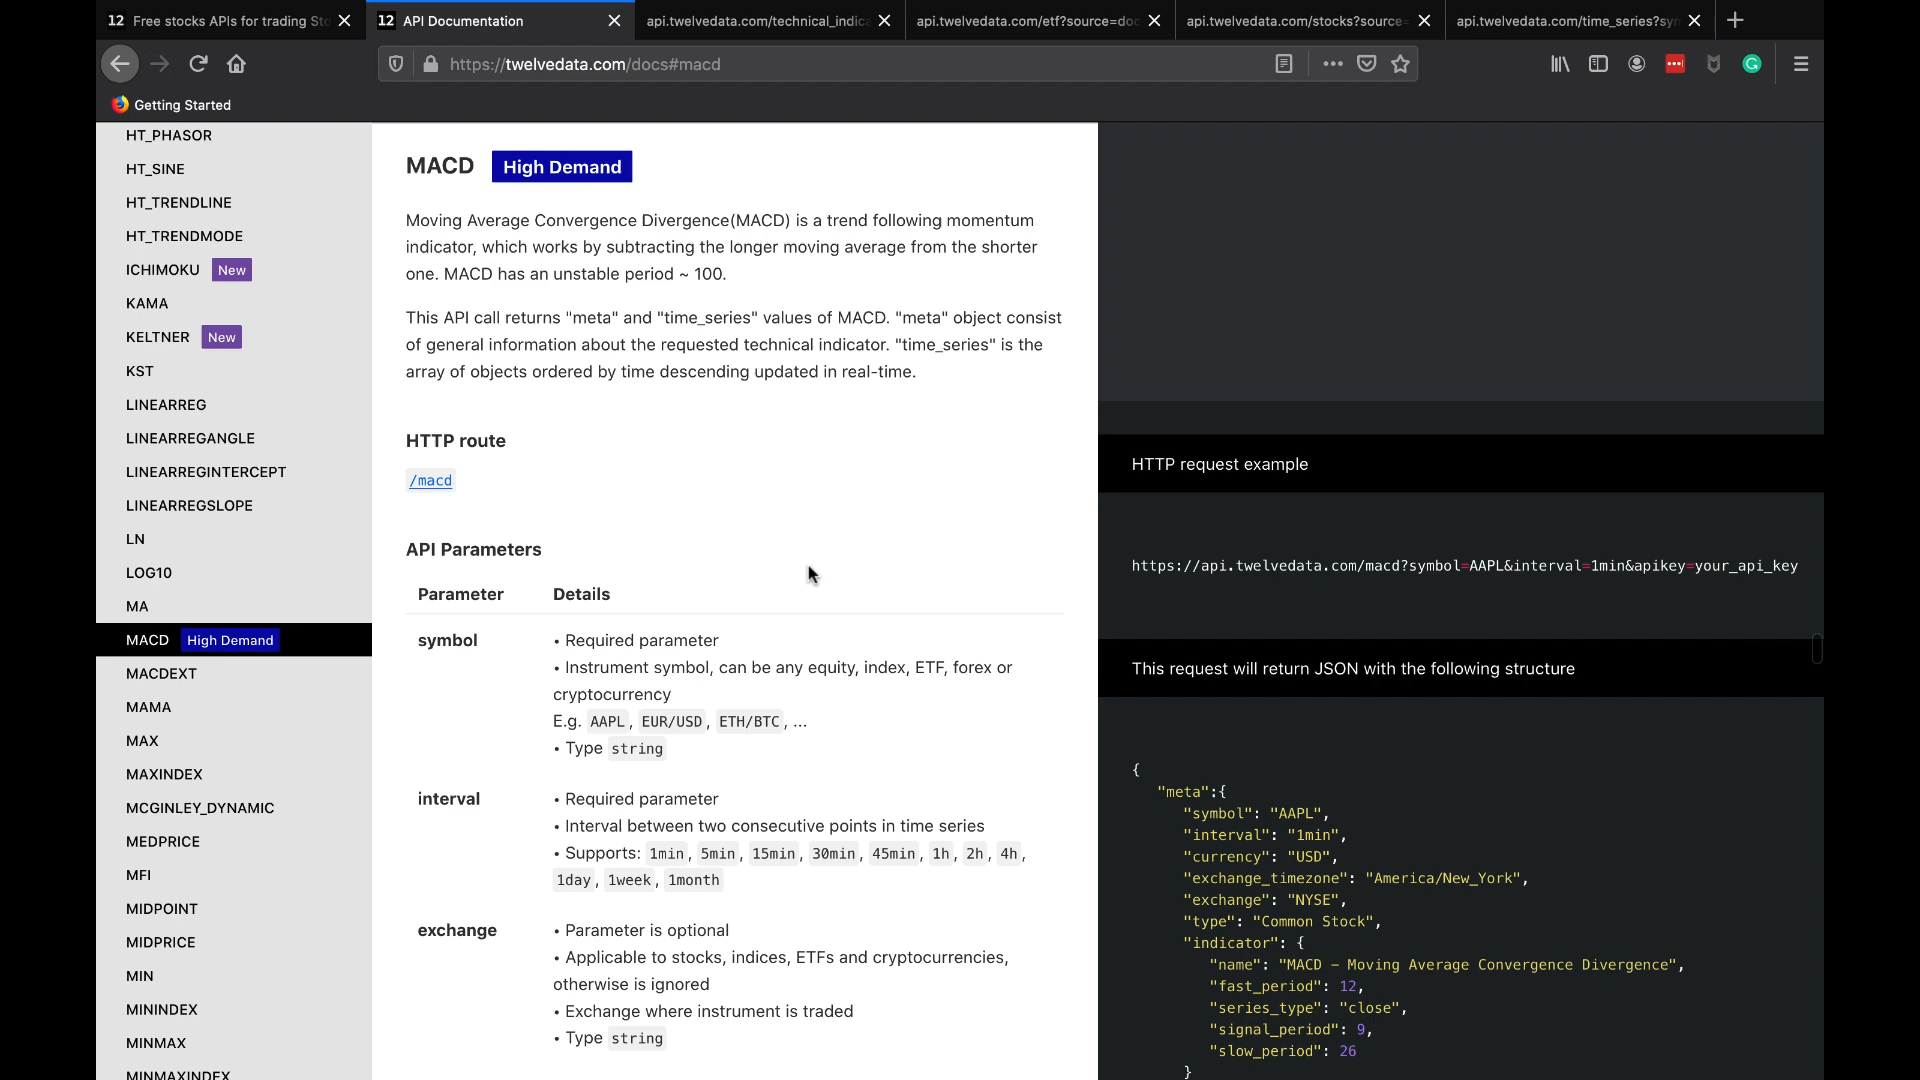 12 Free stocks APIs for trading Sto
12 API Documentation
api.twelvedata.com/technical_indica
api.twelvedata.com/etf?source=doc
api.twelvedata.com/stocks?source=
api.twelvedata.com/time_series?sy
https://twelvedata.com/docs#macd
Getting Started
HT_PHASOR
HT_SINE
HT_TRENDLINE
HT_TRENDMODE
ICHIMOKU New
KAMA
KELTNER New
KST
LINEARREG
LINEARREGANGLE
LINEARREGINTERCEPT
LINEARREGSLOPE
LN
LOG10
MA
MACD High Demand
MACDEXT
MAMA
MAX
MAXINDEX
MCGINLEY_DYNAMIC
MEDPRICE
MFI
MIDPOINT
MIDPRICE
MIN
MININDEX
MINMAX
MINMAXINDEX
MACD High Demand
Moving Average Convergence Divergence(MACD) is a trend following momentum
indicator, which works by subtracting the longer moving average from the shorter
one. MACD has an unstable period ~ 100.
This API call returns "meta" and "time_series" values of MACD. "meta" object consist
of general information about the requested technical indicator. "time_series" is the
array of objects ordered by time descending updated in real-time.
HTTP route
/macd
API Parameters
Parameter Details
symbol • Required parameter
• Instrument symbol, can be any equity, index, ETF, forex or
cryptocurrency
E.g. AAPL, EUR/USD, ETH/BTC, ...
• Type string
interval • Required parameter
• Interval between two consecutive points in time series
• Supports: 1min, 5min, 15min, 30min, 45min, 1h, 2h, 4h,
1day, 1week, 1month
exchange • Parameter is optional
• Applicable to stocks, indices, ETFs and cryptocurrencies,
otherwise is ignored
• Exchange where instrument is traded
• Type string
HTTP request example
https://api.twelvedata.com/macd?symbol=AAPL&interval=1min&apikey=your_api_key
This request will return JSON with the following structure
{
"meta":{
"symbol": "AAPL",
"interval": "1min",
"currency": "USD",
"exchange_timezone": "America/New_York",
"exchange": "NYSE",
"type": "Common Stock",
"indicator": {
"name": "MACD – Moving Average Convergence Divergence",
"fast_period": 12,
"series_type": "close",
"signal_period": 9,
"slow_period": 26
}